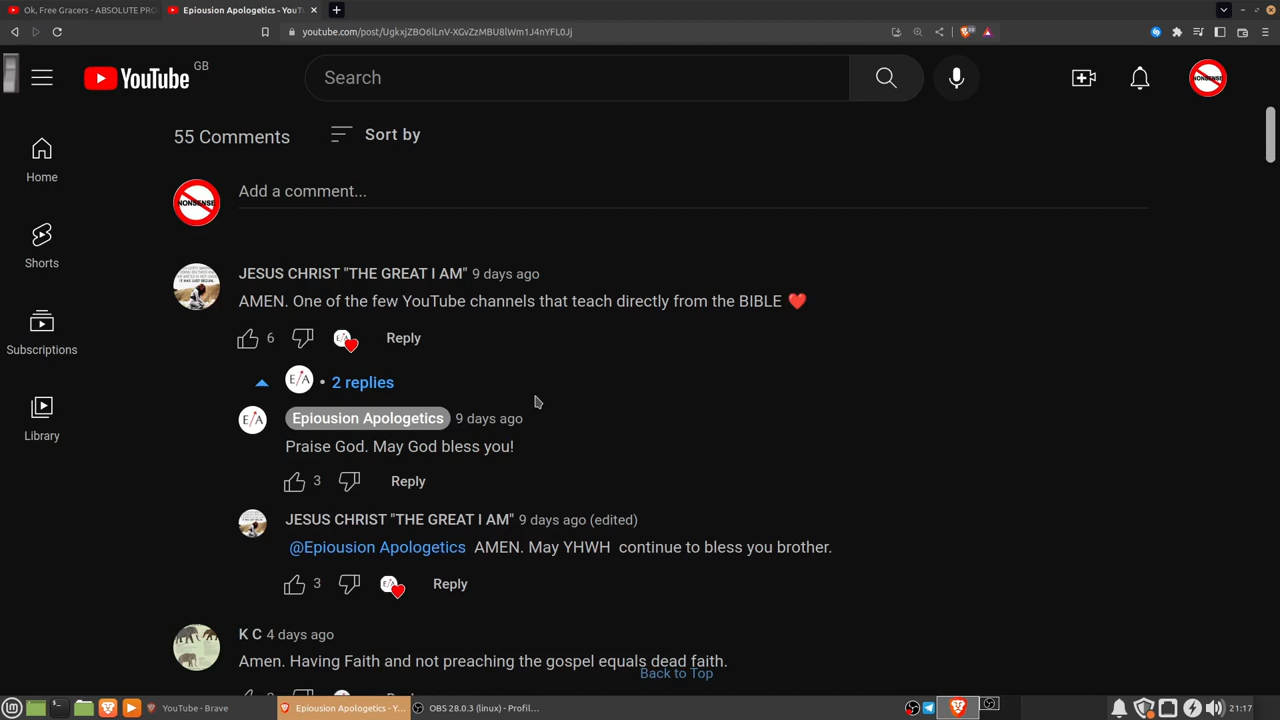 Ok, Free Gracers - ABSOLUTE PRO
Epiousion Apologetics - YouT
youtube.com/post/UgkxjZBO6lLnV-XGvZzMBU8lWm1J4nYFL0Jj
YouTube GB
Search
NONSENSE
55 Comments
Sort by
Home
NONSENSE
Add a comment...
Shorts
JESUS CHRIST "THE GREAT I AM" 9 days ago
AMEN. One of the few YouTube channels that teach directly from the BIBLE ❤️
Subscriptions
6
E/A
Reply
E/A • 2 replies
Library
E/A
Epiousion Apologetics 9 days ago
Praise God. May God bless you!
3
Reply
JESUS CHRIST "THE GREAT I AM" 9 days ago (edited)
@Epiousion Apologetics AMEN. May YHWH continue to bless you brother.
3
Reply
K C 4 days ago
Amen. Having Faith and not preaching the gospel equals dead faith.
Back to Top
YouTube - Brave
Epiousion Apologetics - Y...
OBS 28.0.3 (linux) - Profil...
21:17